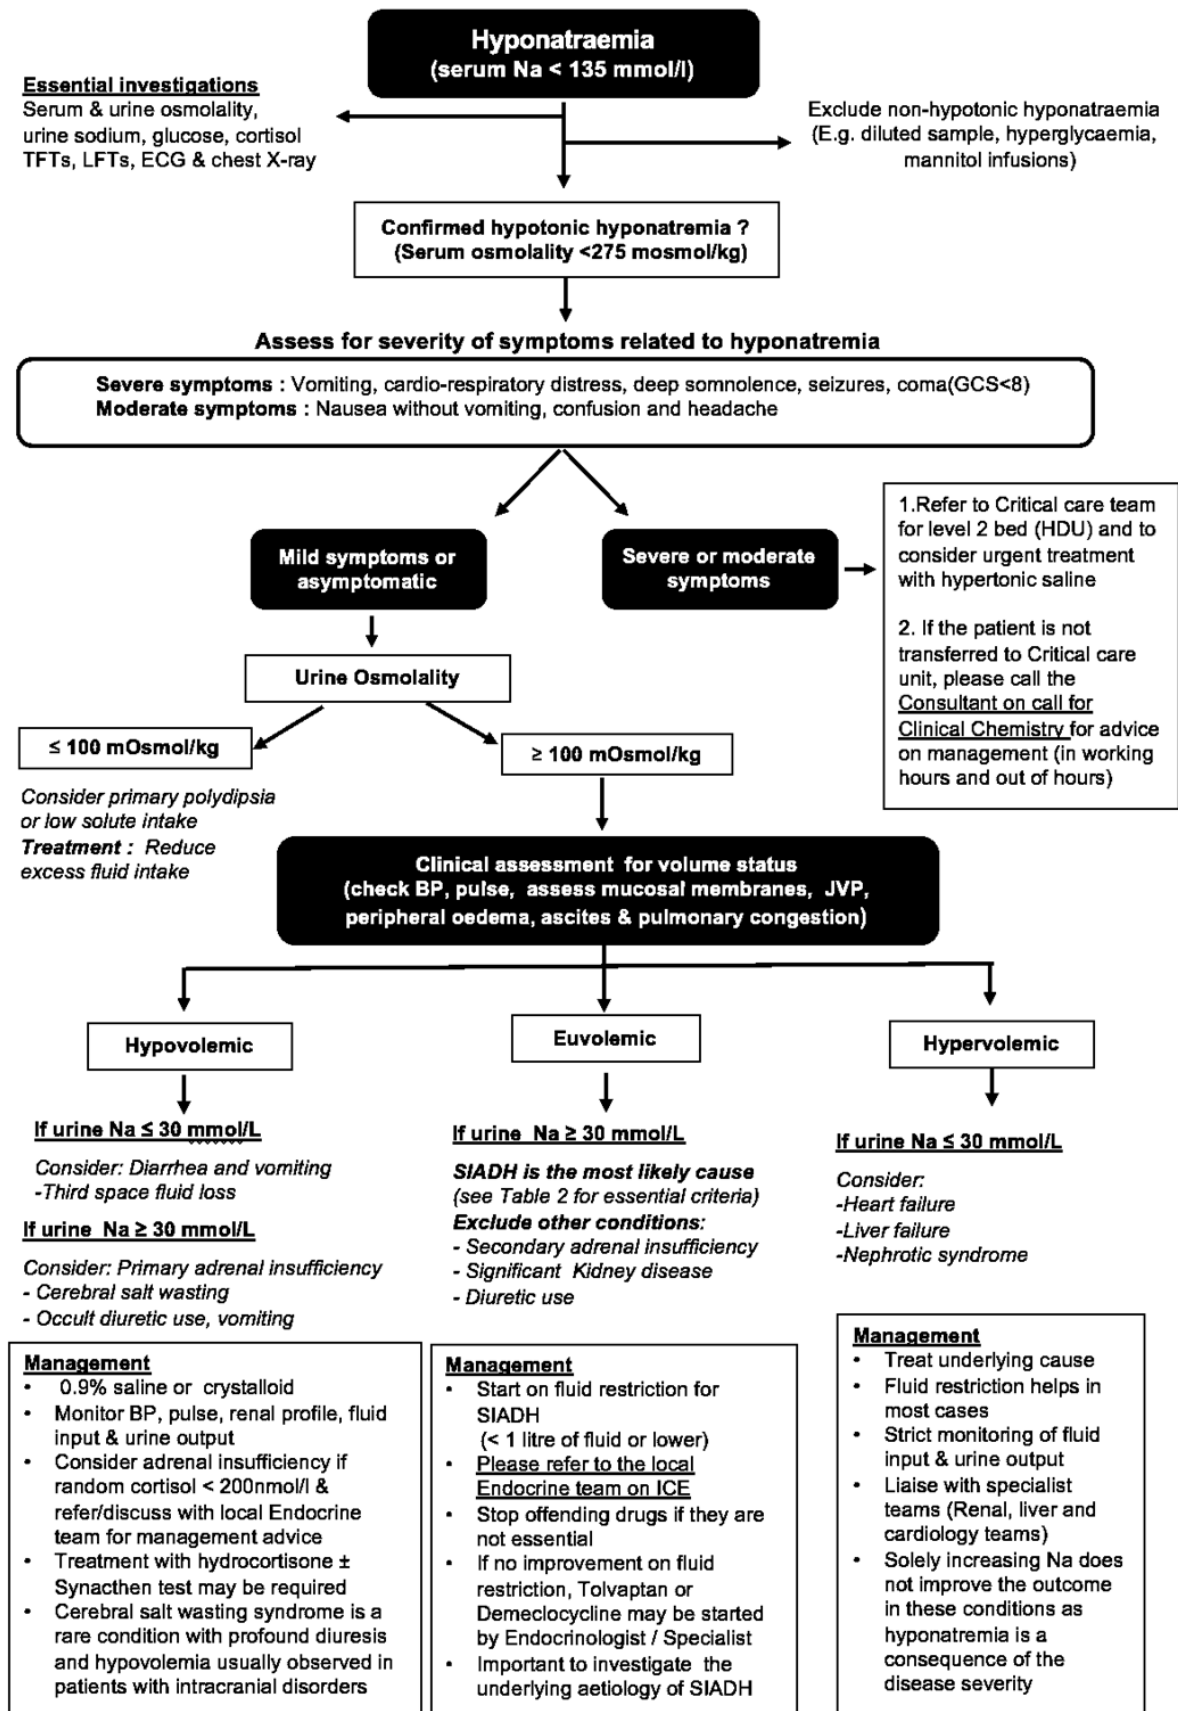 Hyponatraemia
(serum Na < 135 mmol/l)
Essential investigations
Serum & urine osmolality,
urine sodium, glucose, cortisol
TFTs, LFTs, ECG & chest X-ray
Exclude non-hypotonic hyponatraemia
(E.g. diluted sample, hyperglycaemia,
mannitol infusions)
Confirmed hypotonic hyponatremia ?
(Serum osmolality <275 mosmol/kg)
Assess for severity of symptoms related to hyponatremia
Severe symptoms : Vomiting, cardio-respiratory distress, deep somnolence, seizures, coma(GCS<8)
Moderate symptoms : Nausea without vomiting, confusion and headache
Mild symptoms or
asymptomatic
Severe or moderate
symptoms
1.Refer to Critical care team
for level 2 bed (HDU) and to
consider urgent treatment
with hypertonic saline
2. If the patient is not
transferred to Critical care
unit, please call the
Consultant on call for
Clinical Chemistry for advice
on management (in working
hours and out of hours)
Urine Osmolality
≤ 100 mOsmol/kg
≥ 100 mOsmol/kg
Consider primary polydipsia
or low solute intake
Treatment : Reduce
excess fluid intake
Clinical assessment for volume status
(check BP, pulse, assess mucosal membranes, JVP,
peripheral oedema, ascites & pulmonary congestion)
Hypovolemic
Euvolemic
Hypervolemic
If urine Na ≤ 30 mmol/L
Consider: Diarrhea and vomiting
-Third space fluid loss
If urine Na ≥ 30 mmol/L
Consider: Primary adrenal insufficiency
- Cerebral salt wasting
- Occult diuretic use, vomiting
If urine Na ≥ 30 mmol/L
SIADH is the most likely cause
(see Table 2 for essential criteria)
Exclude other conditions:
- Secondary adrenal insufficiency
- Significant Kidney disease
- Diuretic use
If urine Na ≤ 30 mmol/L
Consider:
-Heart failure
-Liver failure
-Nephrotic syndrome
Management
• 0.9% saline or crystalloid
• Monitor BP, pulse, renal profile, fluid
input & urine output
• Consider adrenal insufficiency if
random cortisol < 200nmol/l &
refer/discuss with local Endocrine
team for management advice
• Treatment with hydrocortisone ±
Synacthen test may be required
• Cerebral salt wasting syndrome is a
rare condition with profound diuresis
and hypovolemia usually observed in
patients with intracranial disorders
Management
• Start on fluid restriction for
SIADH
(< 1 litre of fluid or lower)
• Please refer to the local
Endocrine team on ICE
• Stop offending drugs if they are
not essential
• If no improvement on fluid
restriction, Tolvaptan or
Demeclocycline may be started
by Endocrinologist / Specialist
• Important to investigate the
underlying aetiology of SIADH
Management
• Treat underlying cause
• Fluid restriction helps in
most cases
• Strict monitoring of fluid
input & urine output
• Liaise with specialist
teams (Renal, liver and
cardiology teams)
• Solely increasing Na does
not improve the outcome
in these conditions as
hyponatremia is a
consequence of the
disease severity